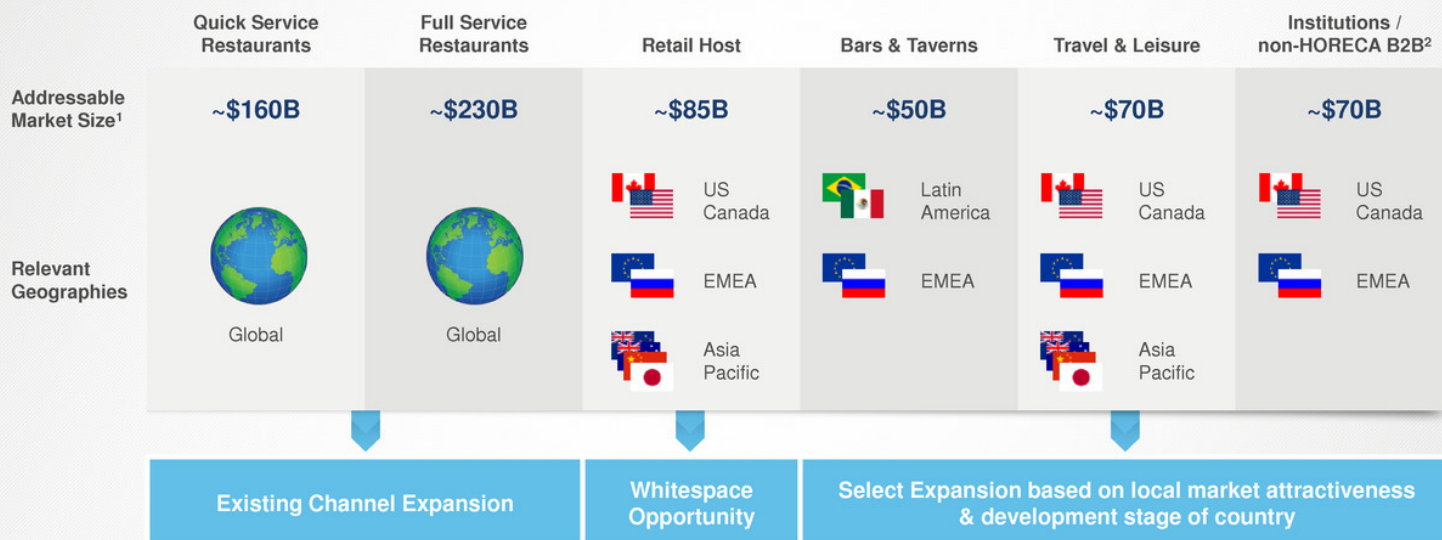 Quick Service
Restaurants
Full Service
Restaurants
Retail Host
Bars & Taverns
Travel & Leisure
Institutions /
non-HORECA B2B²
Addressable
Market Size¹
~$160B
~$230B
~$85B
~$50B
~$70B
~$70B
Relevant
Geographies
Global
Global
US
Canada
EMEA
Asia
Pacific
Latin
America
EMEA
US
Canada
EMEA
Asia
Pacific
US
Canada
EMEA
Existing Channel Expansion
Whitespace
Opportunity
Select Expansion based on local market attractiveness
& development stage of country